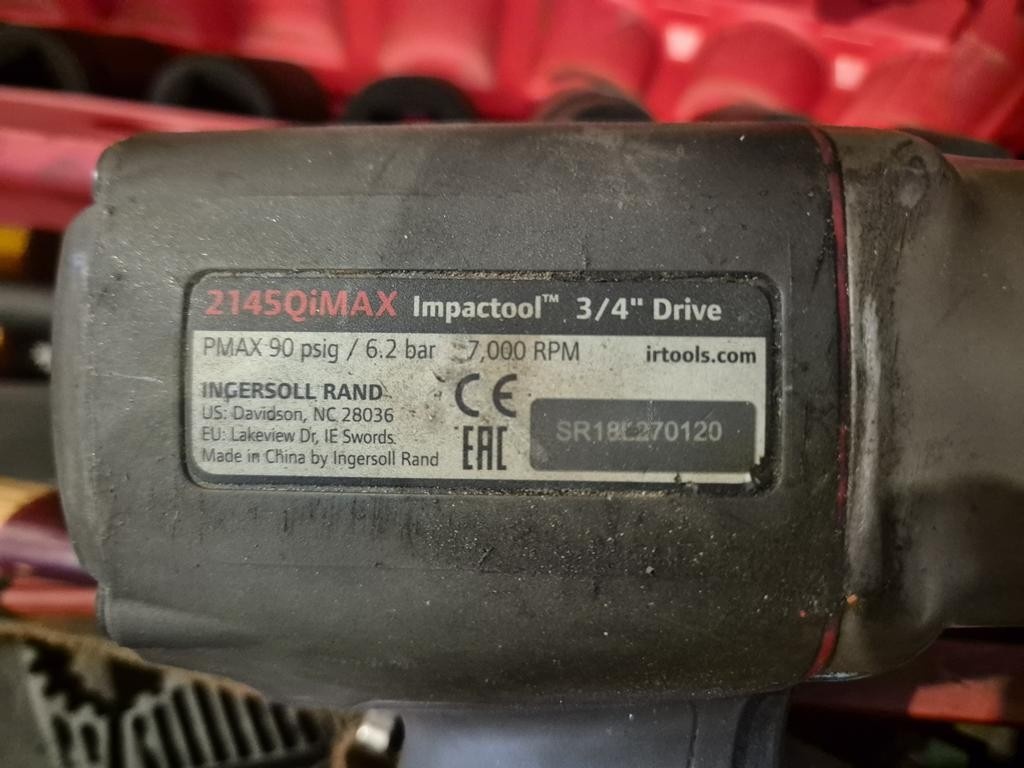 2145QiMAX Impactool™ 3/4" Drive
PMAX 90 psig / 6.2 bar 7,000 RPM irtools.com
INGERSOLL RAND
US: Davidson, NC 28036
EU: Lakeview Dr, IE Swords
Made in China by Ingersoll Rand
CE
EAC
SR18L270120